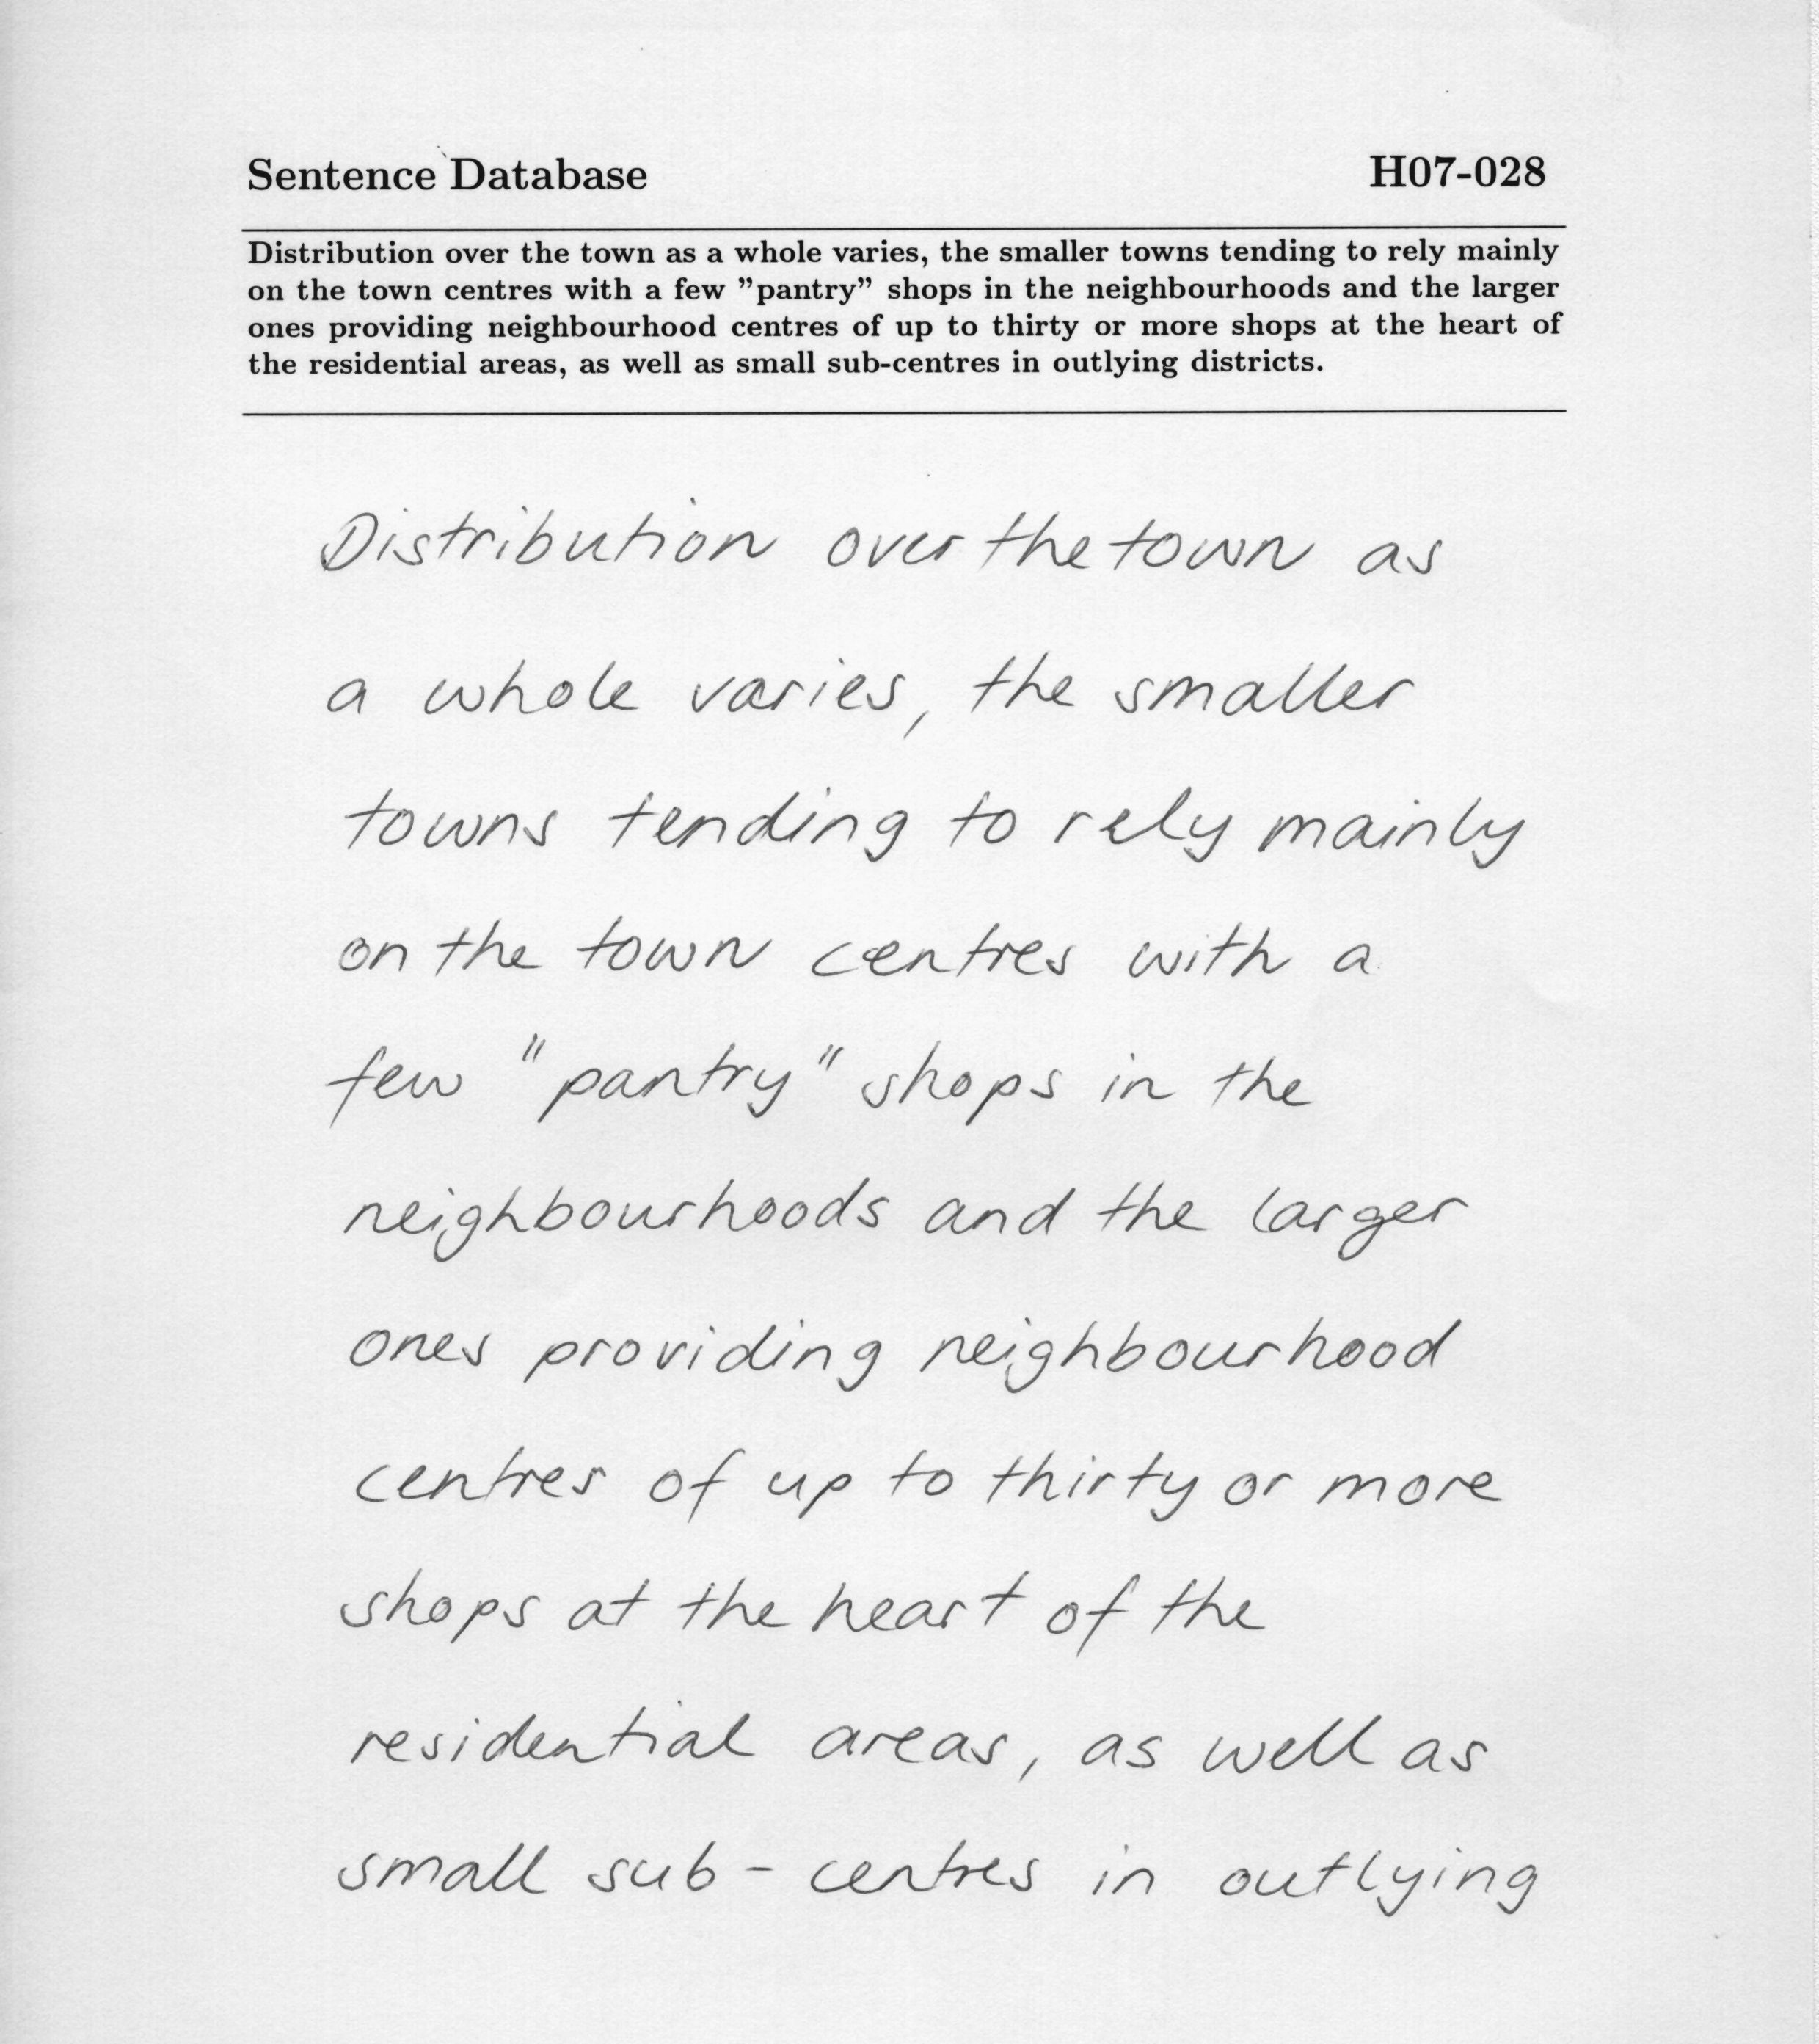 Sentence Database H07-028
Distribution over the town as a whole varies, the smaller towns tending to rely mainly
on the town centres with a few ”pantry” shops in the neighbourhoods and the larger
ones providing neighbourhood centres of up to thirty or more shops at the heart of
the residential areas, as well as small sub-centres in outlying districts.
Distribution over the town as
a whole varies, the smaller
towns tending to rely mainly
on the town centres with a
few "pantry" shops in the
neighbourhoods and the larger
ones providing neighbourhood
centres of up to thirty or more
shops at the heart of the
residential areas, as well as
small sub-centres in outlying